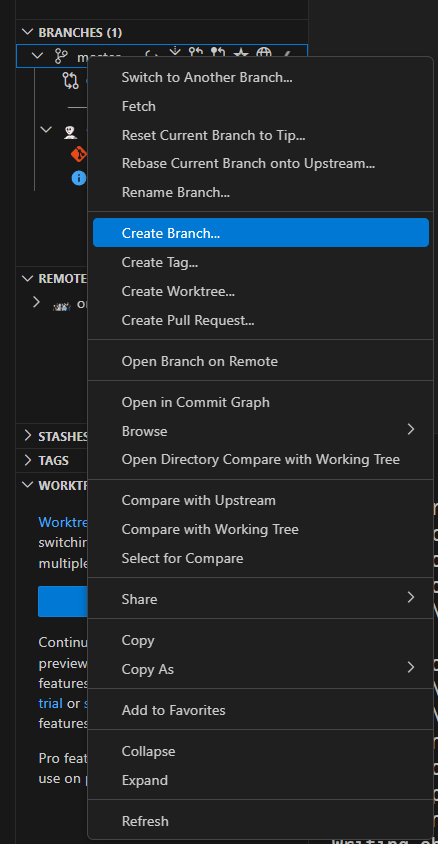 BRANCHES (1)
Switch to Another Branch...
Fetch
Reset Current Branch to Tip...
Rebase Current Branch onto Upstream...
Rename Branch...
Create Branch...
Create Tag...
Create Worktree...
Create Pull Request...
Open Branch on Remote
Open in Commit Graph
Browse
Open Directory Compare with Working Tree
Compare with Upstream
Compare with Working Tree
Select for Compare
Share
Copy
Copy As
Add to Favorites
Collapse
Expand
Refresh
REMOTE
STASHES
TAGS
WORKTR
Worktre
switchin
multiple
Continu
preview
features
trial or
features
Pro feat
use on